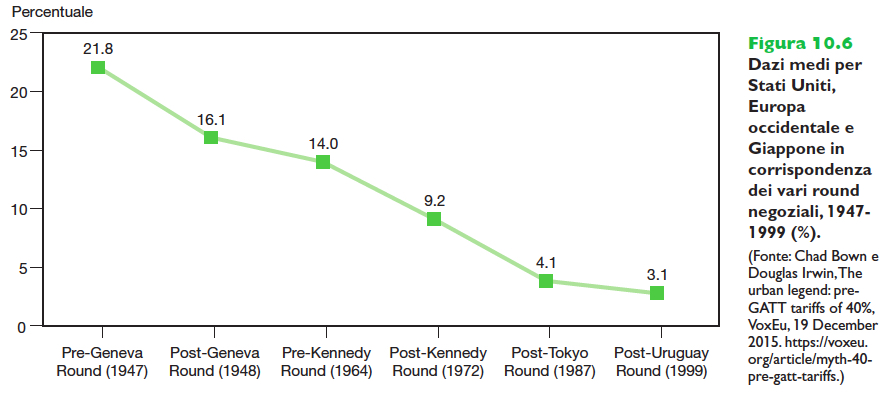 Percentuale
25
20
15
10
5
0
21.8
16.1
14.0
9.2
4.1
3.1
Pre-Geneva
Round (1947)
Post-Geneva
Round (1948)
Pre-Kennedy
Round (1964)
Post-Kennedy
Round (1972)
Post-Tokyo
Round (1987)
Post-Uruguay
Round (1999)
Figura 10.6
Dazi medi per
Stati Uniti,
Europa
occidentale e
Giappone in
corrispondenza
dei vari round
negoziali, 1947-
1999 (%).
(Fonte: Chad Bown e
Douglas Irwin,The
urban legend: pre-
GATT tariffs of 40%,
VoxEu, 19 December
2015. https://voxeu.
org/article/myth-40-
pre-gatt-tariffs.)